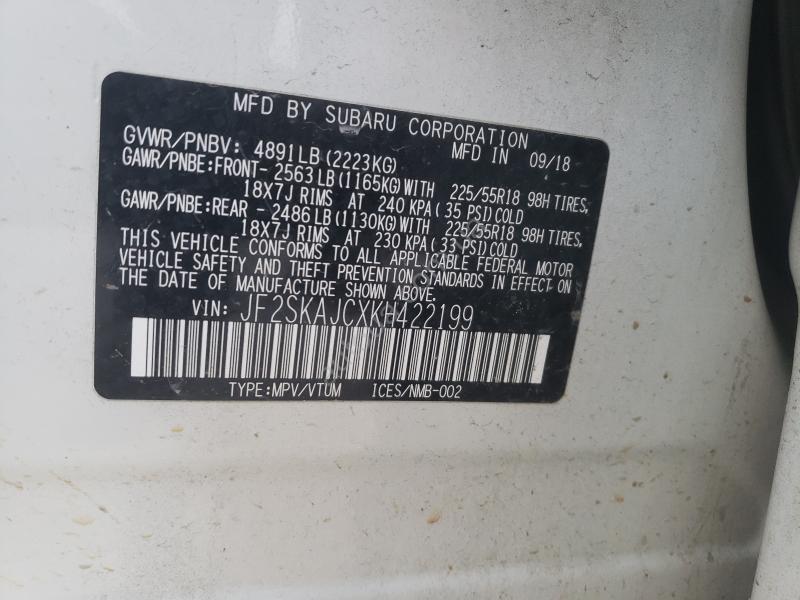 MFD BY SUBARU CORPORATION
GVWR/PNBV: 4891LB(2223KG) MFD IN 09/18
GAWR/PNBE:FRONT- 2563LB(1165KG)WITH 225/55R18 98H TIRES,
18X7J RIMS AT 240 KPA(35 PSI)COLD
GAWR/PNBE:REAR - 2486LB(1130KG)WITH 225/55R18 98H TIRES,
18X7J RIMS AT 230 KPA(33 PSI)COLD
THIS VEHICLE CONFORMS TO ALL APPLICABLE FEDERAL MOTOR
VEHICLE SAFETY AND THEFT PREVENTION STANDARDS IN EFFECT ON
THE DATE OF MANUFACTURE SHOWN ABOVE.
VIN: JF2SKAJCXKH422199
TYPE:MPV/VTUM ICES/NMB-002